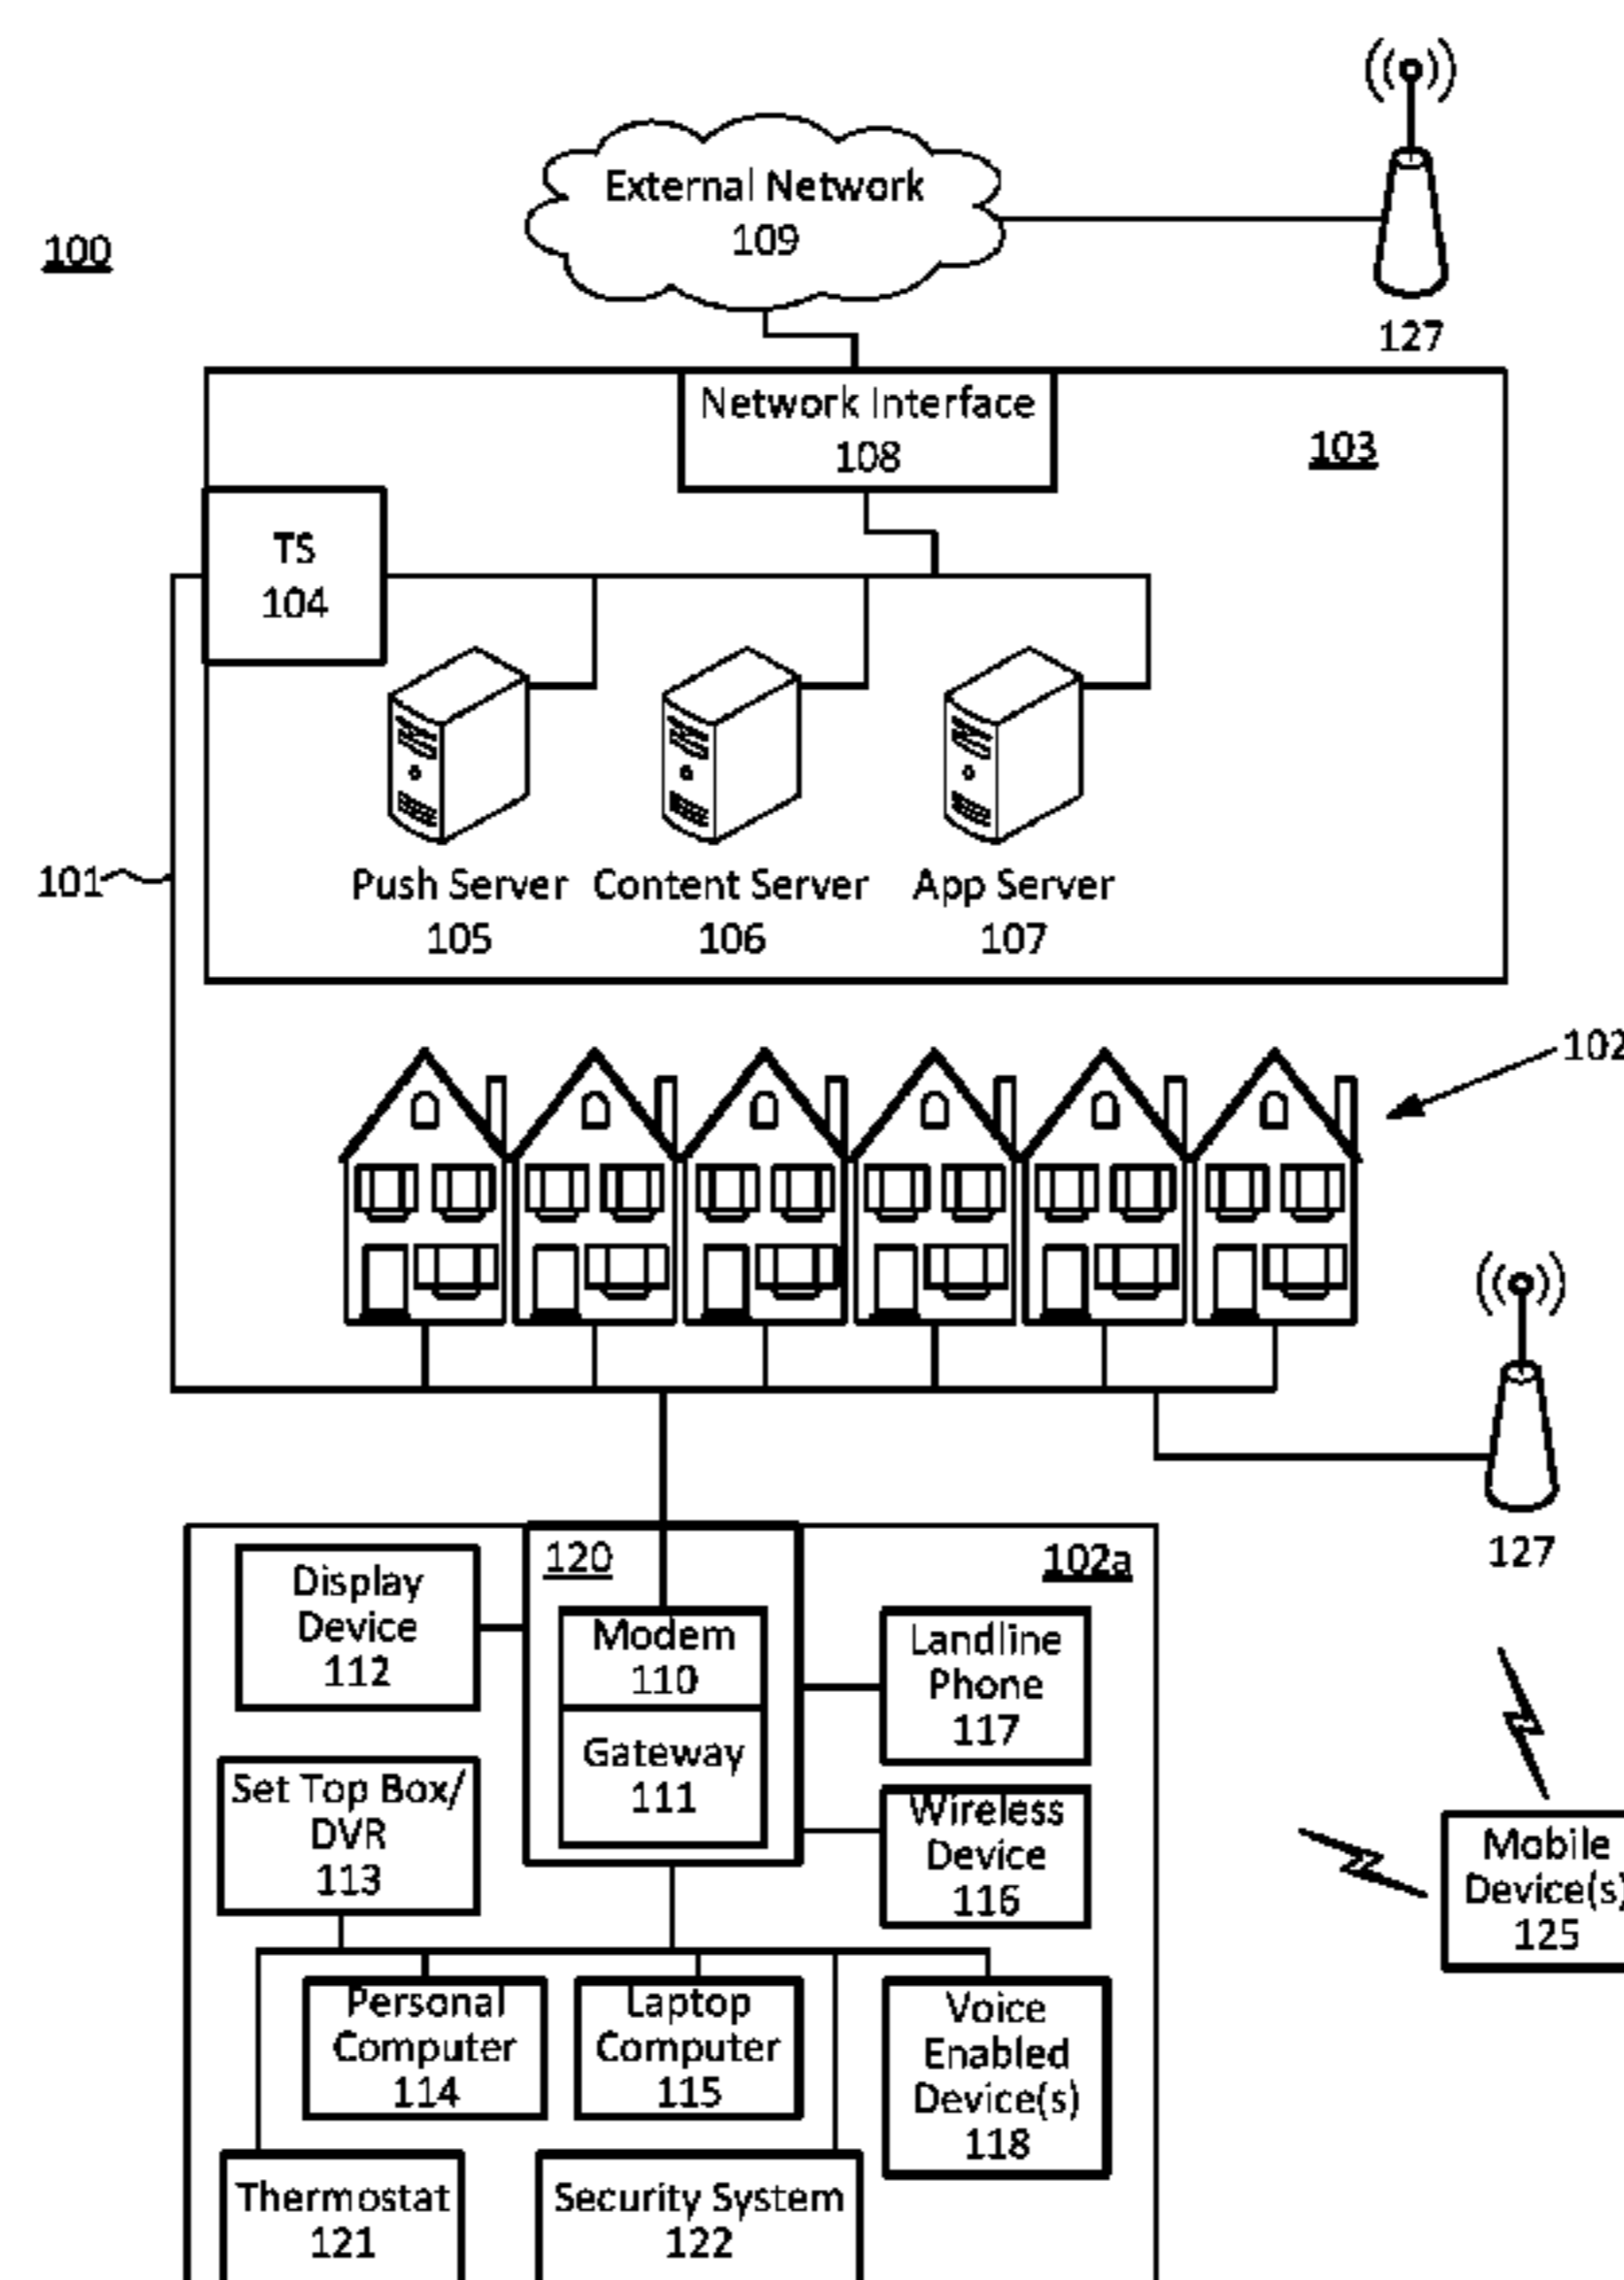 External Network
109
100
127
Network Interface
108
103
TS
104
101
Push Server
105
Content Server
106
App Server
107
102
127
120
102a
Display
Device
112
Modem
110
Landline
Phone
117
Gateway
111
Set Top Box/
DVR
113
Wireless
Device
116
Mobile
Device(s)
125
Personal
Computer
114
Laptop
Computer
115
Voice
Enabled
Device(s)
118
Thermostat
121
Security System
122